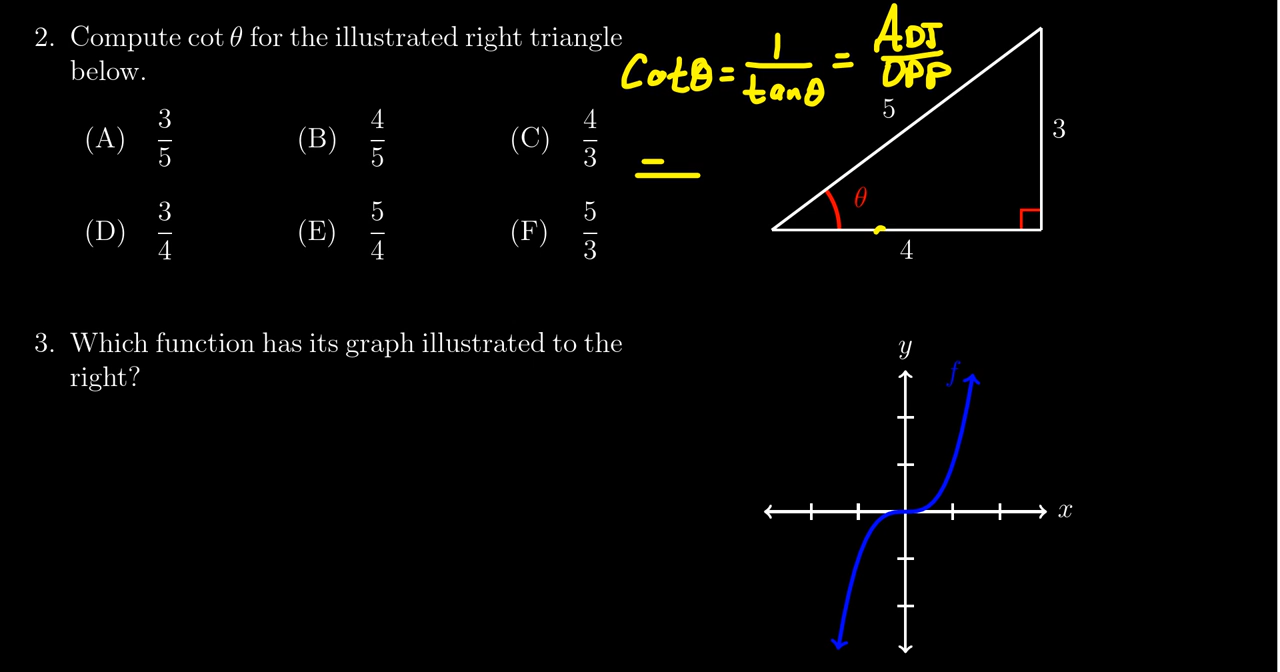 2. Compute cot θ for the illustrated right triangle
below.
(A) 3/5 (B) 4/5 (C) 4/3
(D) 3/4 (E) 5/4 (F) 5/3
Cotθ = 1/tanθ = ADJ/OPP
=
5
3
θ
4
3. Which function has its graph illustrated to the
right?
y
f
x